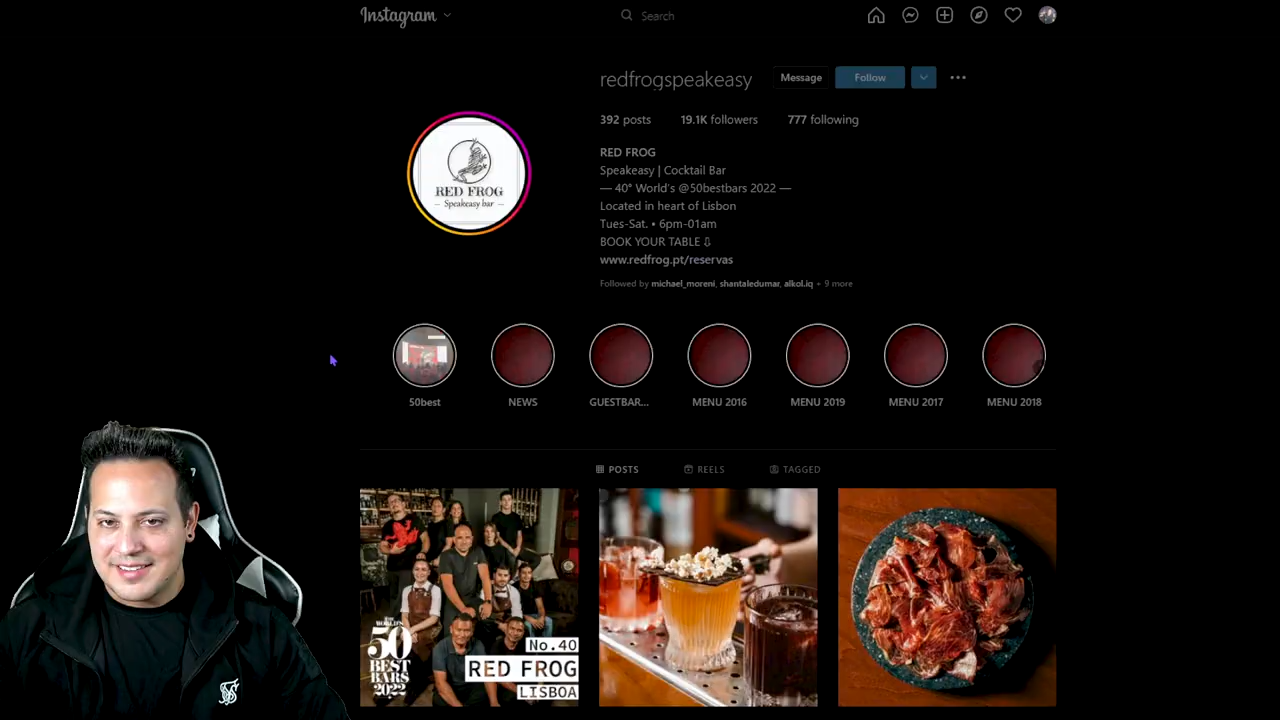 Instagram
Search
redfrogspeakeasy
Message
Follow
392 posts
19.1K followers
777 following
RED FROG
Speakeasy | Cocktail Bar
— 40° World's @50bestbars 2022 —
Located in heart of Lisbon
Tues-Sat. • 6pm-01am
BOOK YOUR TABLE ⇩
www.redfrog.pt/reservas
Followed by michael_moreni, shantaledumar, alkol.iq • 9 more
RED FROG
— Speakeasy bar —
50best
NEWS
GUESTBAR...
MENU 2016
MENU 2019
MENU 2017
MENU 2018
POSTS
REELS
TAGGED
THE WORLD'S
50
BEST
BARS
2022
No.40
RED FROG
LISBOA